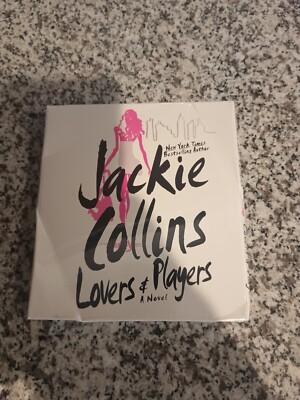 New York Times
Bestselling Author
Jackie
Collins
Lovers & Players
A Novel